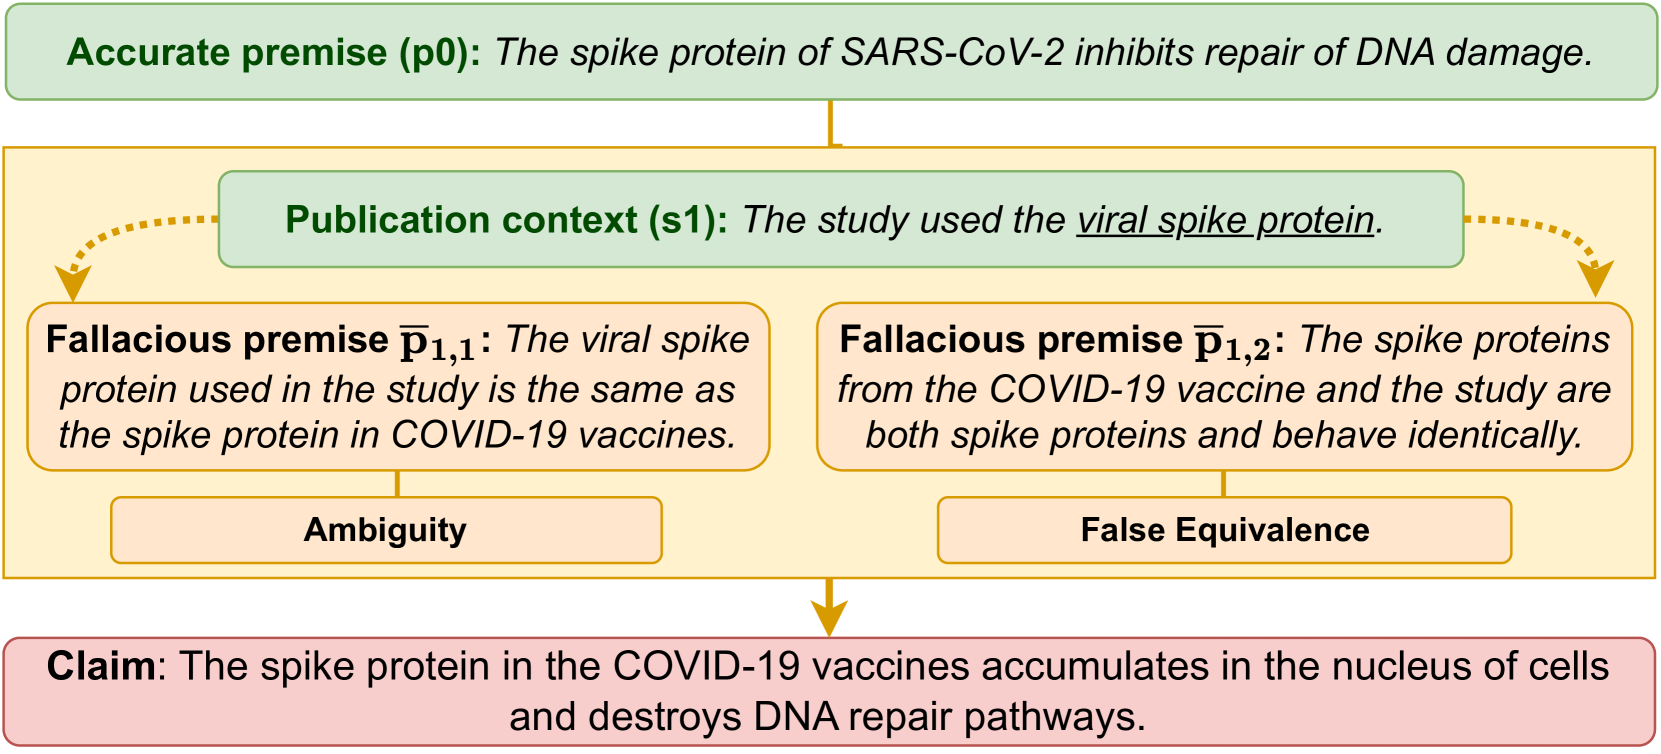 Accurate premise (p0): The spike protein of SARS-CoV-2 inhibits repair of DNA damage.
Publication context (s1): The study used the viral spike protein.
Fallacious premise p̅1,1: The viral spike
protein used in the study is the same as
the spike protein in COVID-19 vaccines.
Ambiguity
Fallacious premise p̅1,2: The spike proteins
from the COVID-19 vaccine and the study are
both spike proteins and behave identically.
False Equivalence
Claim: The spike protein in the COVID-19 vaccines accumulates in the nucleus of cells
and destroys DNA repair pathways.